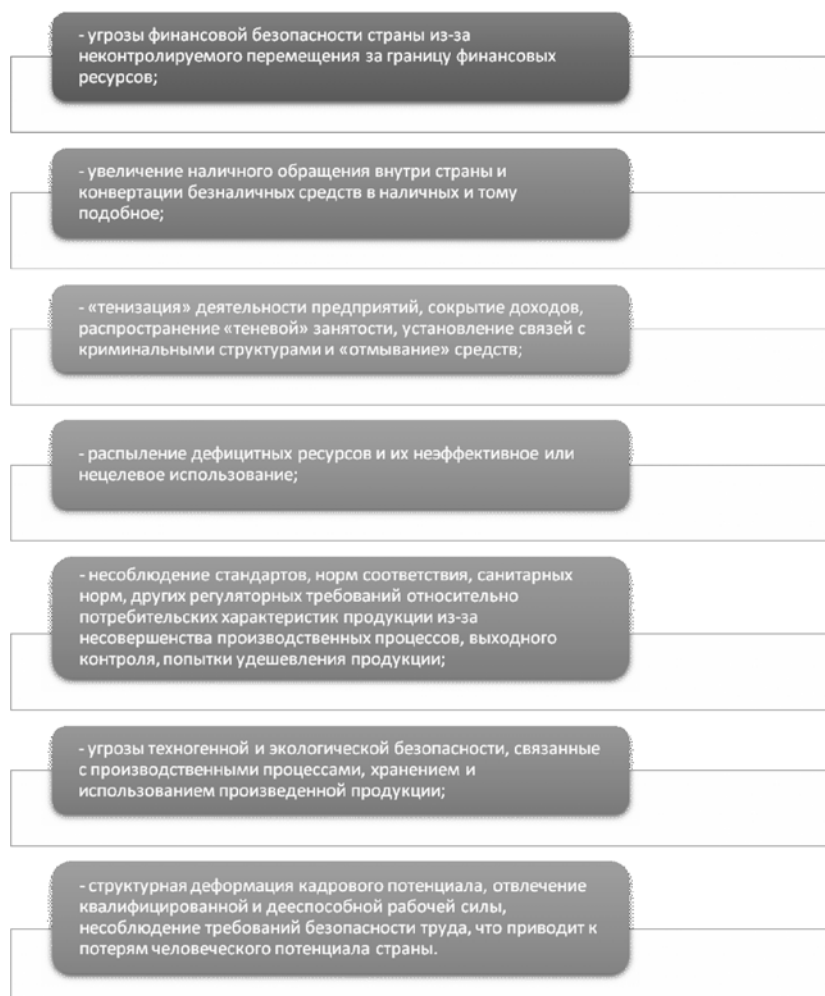 - угрозы финансовой безопасности страны из-за
неконтролируемого перемещения за границу финансовых
ресурсов;
- увеличение наличного обращения внутри страны и
конвертации безналичных средств в наличных и тому
подобное;
- «тенизация» деятельности предприятий, сокрытие доходов,
распространение «теневой» занятости, установление связей с
криминальными структурами и «отмывание» средств;
- распыление дефицитных ресурсов и их неэффективное или
нецелевое использование;
- несоблюдение стандартов, норм соответствия, санитарных
норм, других регуляторных требований относительно
потребительских характеристик продукции из-за
несовершенства производственных процессов, выходного
контроля, попытки удешевления продукции;
- угрозы техногенной и экологической безопасности, связанные
с производственными процессами, хранением и
использованием произведенной продукции;
- структурная деформация кадрового потенциала, отвлечение
квалифицированной и дееспособной рабочей силы,
несоблюдение требований безопасности труда, что приводит к
потерям человеческого потенциала страны.